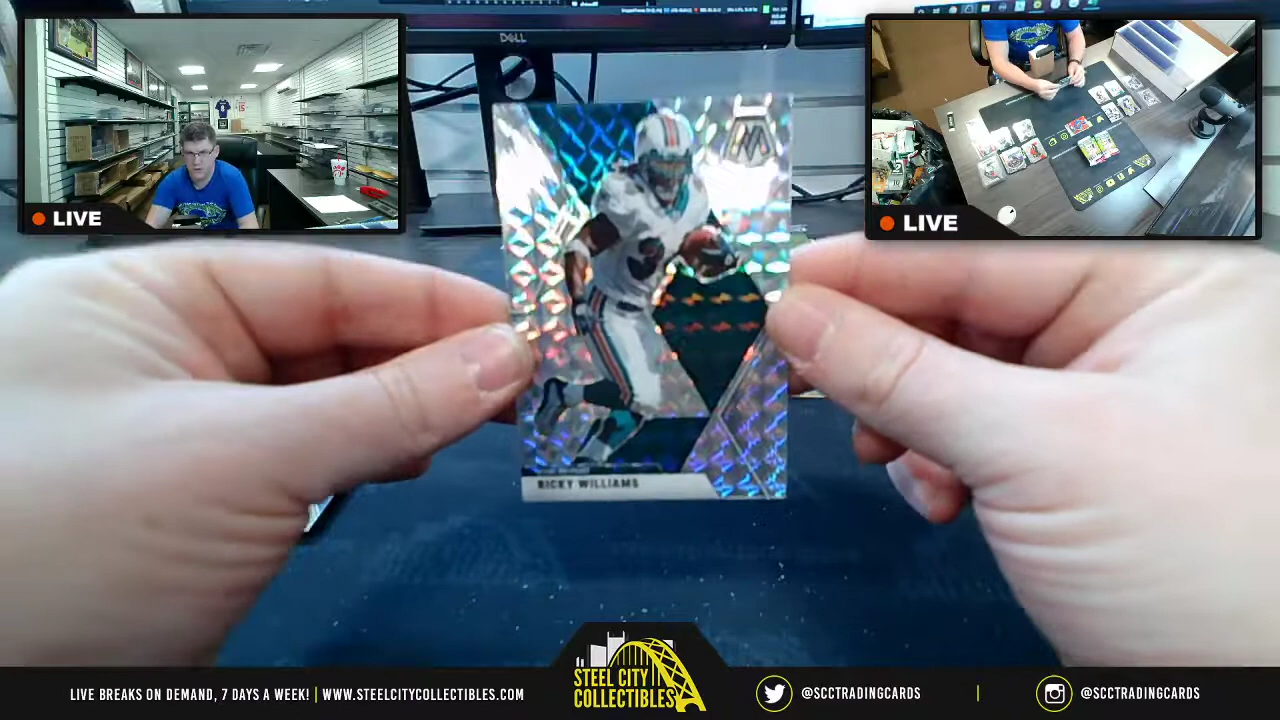 DELL
LIVE
LIVE
RICKY WILLIAMS
LIVE BREAKS ON DEMAND, 7 DAYS A WEEK! | WWW.STEELCITYCOLLECTIBLES.COM
STEEL CITY
COLLECTIBLES
@SCCTRADINGCARDS
@SCCTRADINGCARDS